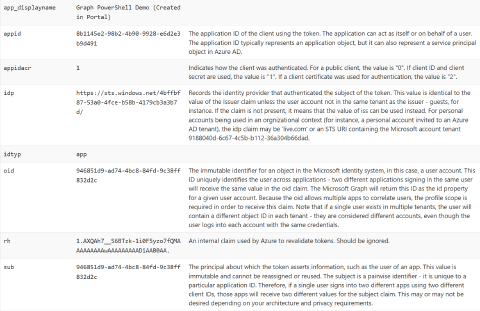 app_displayname Graph PowerShell Demo (Created
in Portal)
appid 8b1145e2-98b2-4b90-9928-e6d2e3 The application ID of the client using the token. The application can act as itself or on behalf of a user.
b9d491 The application ID typically represents an application object, but it can also represent a service principal
object in Azure AD.
appidacr 1 Indicates how the client was authenticated. For a public client, the value is "0". If client ID and client
secret are used, the value is "1". If a client certificate was used for authentication, the value is "2".
idp https://sts.windows.net/4bffbf Records the identity provider that authenticated the subject of the token. This value is identical to the
87-53a0-4fce-b58b-4179cb3a3b7 value of the Issuer claim unless the user account not in the same tenant as the issuer - guests, for
d/ instance. If the claim is not present, it means that the value of iss can be used instead. For personal
accounts being used in an orgnizational context (for instance, a personal account invited to an Azure
AD tenant), the idp claim may be 'live.com' or an STS URI containing the Microsoft account tenant
9188040d-6c67-4c5b-b112-36a304b66dad.
idtyp app
oid 946851d9-ad74-4bc8-84fd-9c38ff The immutable identifier for an object in the Microsoft identity system, in this case, a user account. This
832d2c ID uniquely identifies the user across applications - two different applications signing in the same user
will receive the same value in the oid claim. The Microsoft Graph will return this ID as the id property
for a given user account. Because the oid allows multiple apps to correlate users, the profile scope is
required in order to receive this claim. Note that if a single user exists in multiple tenants, the user will
contain a different object ID in each tenant - they are considered different accounts, even though the
user logs into each account with the same credentials.
rh An internal claim used by Azure to revalidate tokens. Should be ignored.
sub 946851d9-ad74-4bc8-84fd-9c38ff The principal about which the token asserts information, such as the user of an app. This value is
832d2c immutable and cannot be reassigned or reused. The subject is a pairwise identifier - it is unique to a
particular application ID. Therefore, if a single user signs into two different apps using two different
client IDs, those apps will receive two different values for the subject claim. This may or may not be
desired depending on your architecture and privacy requirements.